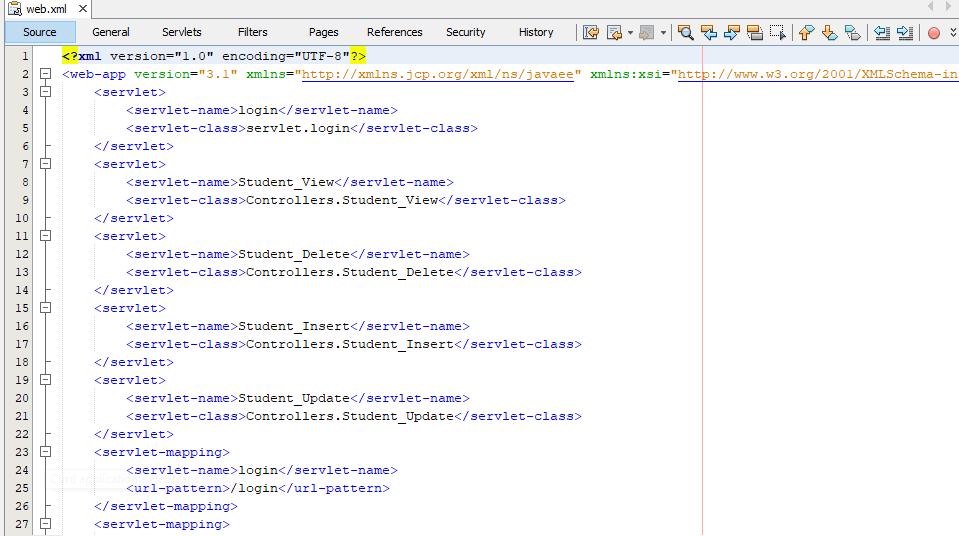 web.xml
Source General Servlets Filters Pages References Security History
1 <?xml version="1.0" encoding="UTF-8"?>
2 <web-app version="3.1" xmlns="http://xmlns.jcp.org/xml/ns/javaee" xmlns:xsi="http://www.w3.org/2001/XMLSchema-in
3 <servlet>
4 <servlet-name>login</servlet-name>
5 <servlet-class>servlet.login</servlet-class>
6 </servlet>
7 <servlet>
8 <servlet-name>Student_View</servlet-name>
9 <servlet-class>Controllers.Student_View</servlet-class>
10 </servlet>
11 <servlet>
12 <servlet-name>Student_Delete</servlet-name>
13 <servlet-class>Controllers.Student_Delete</servlet-class>
14 </servlet>
15 <servlet>
16 <servlet-name>Student_Insert</servlet-name>
17 <servlet-class>Controllers.Student_Insert</servlet-class>
18 </servlet>
19 <servlet>
20 <servlet-name>Student_Update</servlet-name>
21 <servlet-class>Controllers.Student_Update</servlet-class>
22 </servlet>
23 <servlet-mapping>
24 <servlet-name>login</servlet-name>
25 <url-pattern>/login</url-pattern>
26 </servlet-mapping>
27 <servlet-mapping>